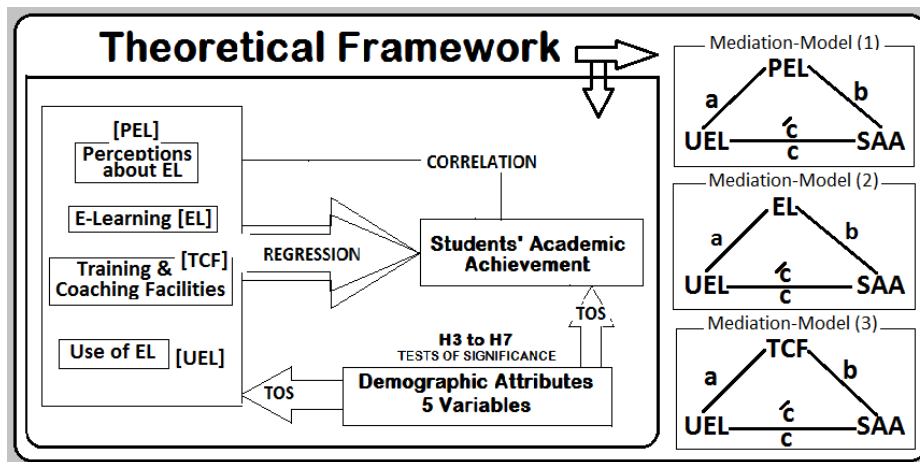 Theoretical Framework
[PEL]
Perceptions
about EL
E-Learning [EL]
[TCF]
Training &
Coaching Facilities
Use of EL [UEL]
CORRELATION
REGRESSION
Students' Academic
Achievement
TOS
H3 to H7
TESTS OF SIGNIFICANCE
TOS
Demographic Attributes
5 Variables
Mediation-Model (1)
PEL
a b
UEL ć SAA
c
Mediation-Model (2)
EL
a b
UEL ć SAA
c
Mediation-Model (3)
TCF
a b
UEL ć SAA
c